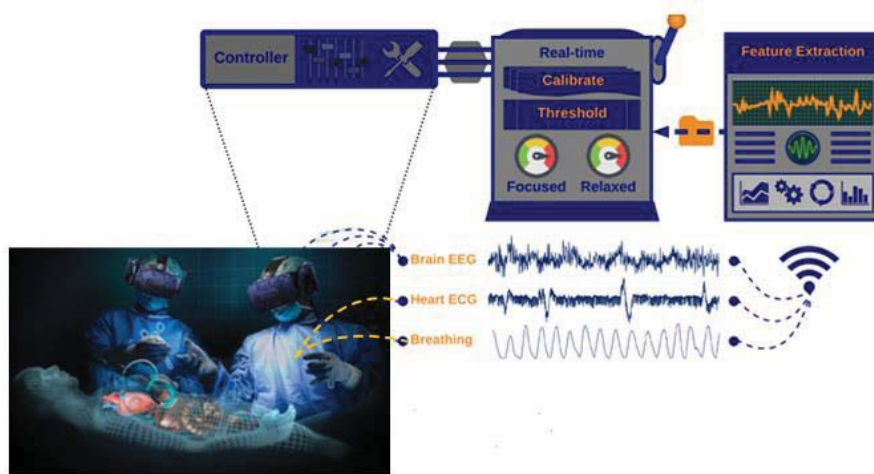 Controller
Real-time
Calibrate
Threshold
Focused
Relaxed
Feature Extraction
Brain EEG
Heart ECG
Breathing